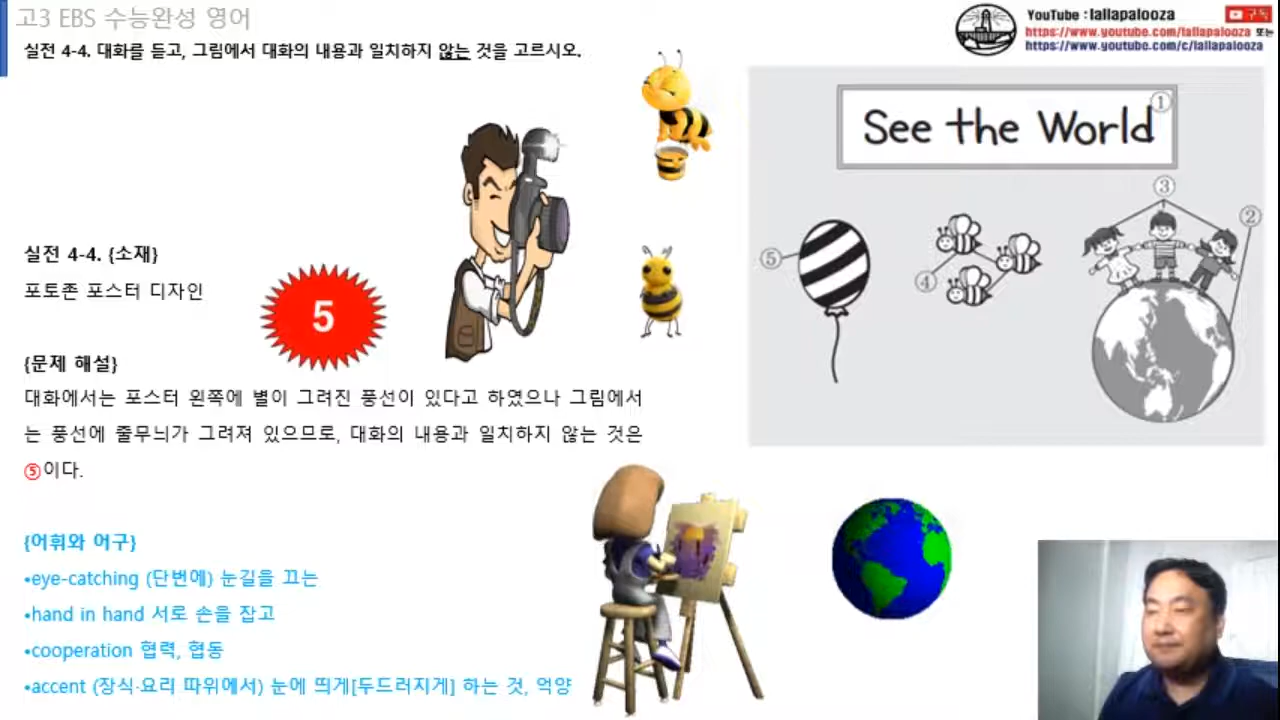 고3 EBS 수능완성 영어
실전 4-4. 대화를 듣고, 그림에서 대화의 내용과 일치하지 않는 것을 고르시오.
YouTube : lallapalooza
구독
https://www.youtube.com/lallapalooza 또는
https://www.youtube.com/c/lallapalooza
See the World
①
③
②
⑤
④
실전 4-4. {소재}
포토존 포스터 디자인
5
{문제 해설}
대화에서는 포스터 왼쪽에 별이 그려진 풍선이 있다고 하였으나 그림에서
는 풍선에 줄무늬가 그려져 있으므로, 대화의 내용과 일치하지 않는 것은
⑤이다.
{어휘와 어구}
•eye-catching (단번에) 눈길을 끄는
•hand in hand 서로 손을 잡고
•cooperation 협력, 협동
•accent (장식·요리 따위에서) 눈에 띄게[두드러지게] 하는 것, 억양